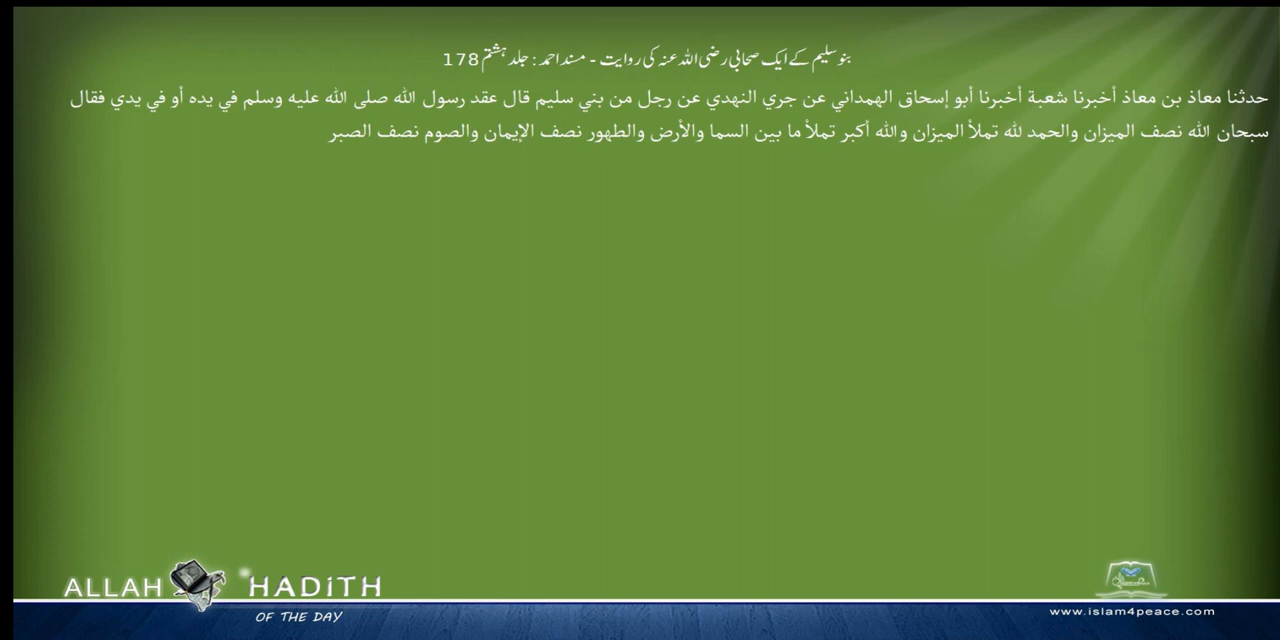 بنو سلیم کے ایک صحابی رضی اللہ عنہ کی روایت - مسند احمد : جلد ہشتم 178
حدثنا معاذ بن معاذ أخبرنا شعبة أخبرنا أبو إسحاق الهمداني عن جري النهدي عن رجل من بني سليم قال عقد رسول الله صلى الله عليه وسلم في يده أو في يدي فقال
سبحان الله نصف الميزان والحمد لله تملأ الميزان والله أكبر تملأ ما بين السما والأرض والطهور نصف الإيمان والصوم نصف الصبر
ALLAH HADITH
OF THE DAY
www.islam4peace.com